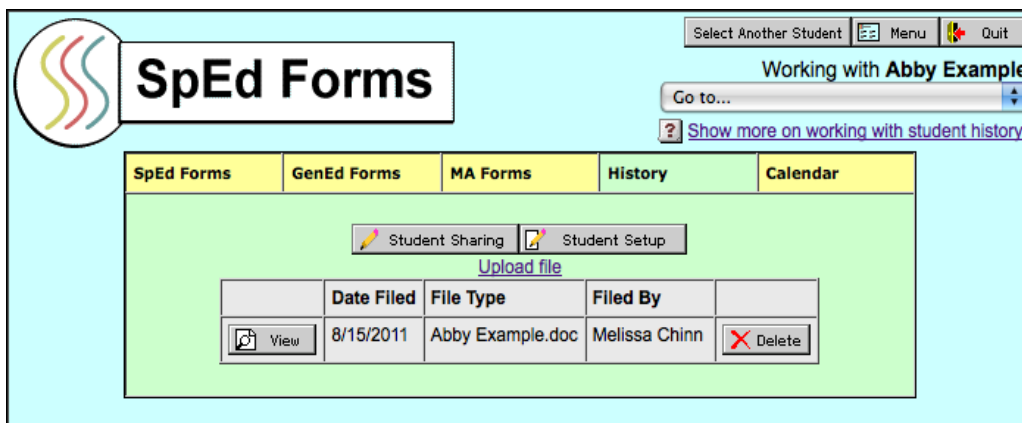 Select Another Student Menu Quit
SpEd Forms
Working with Abby Example
Go to...
? Show more on working with student history
SpEd Forms GenEd Forms MA Forms History Calendar
Student Sharing Student Setup
Upload file
Date Filed File Type Filed By
View 8/15/2011 Abby Example.doc Melissa Chinn Delete